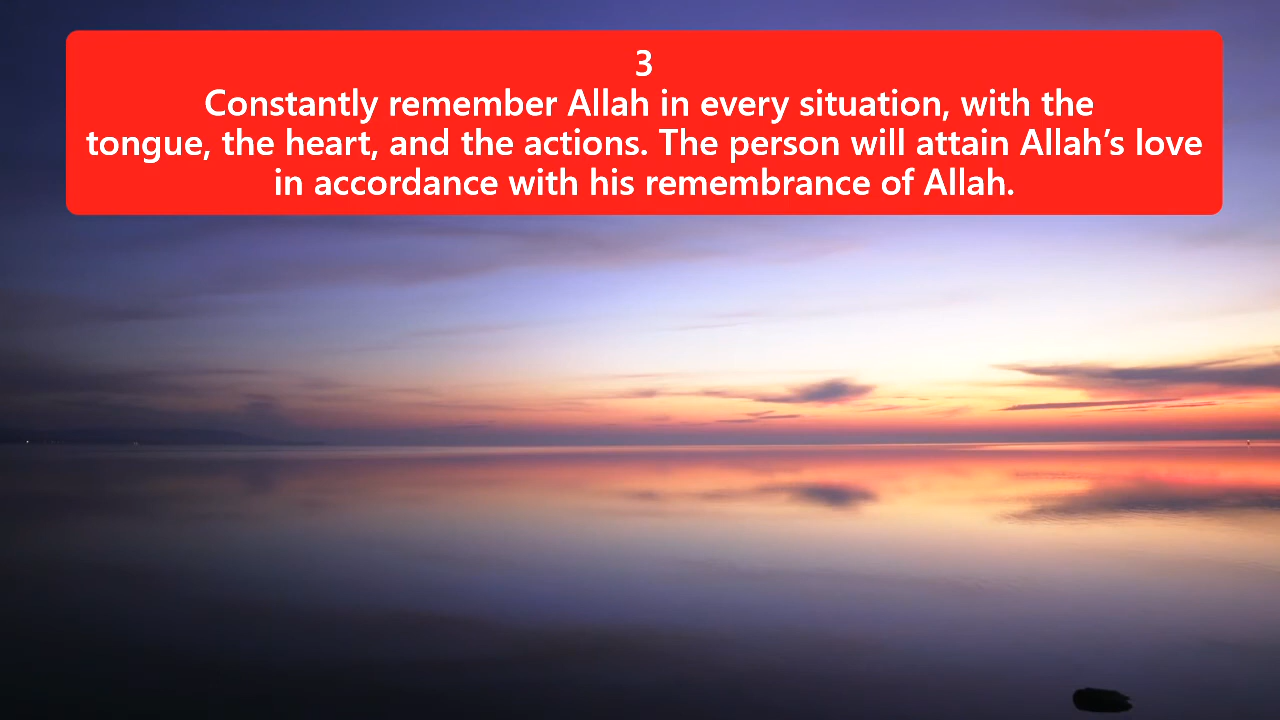 3
Constantly remember Allah in every situation, with the
tongue, the heart, and the actions. The person will attain Allah’s love
in accordance with his remembrance of Allah.